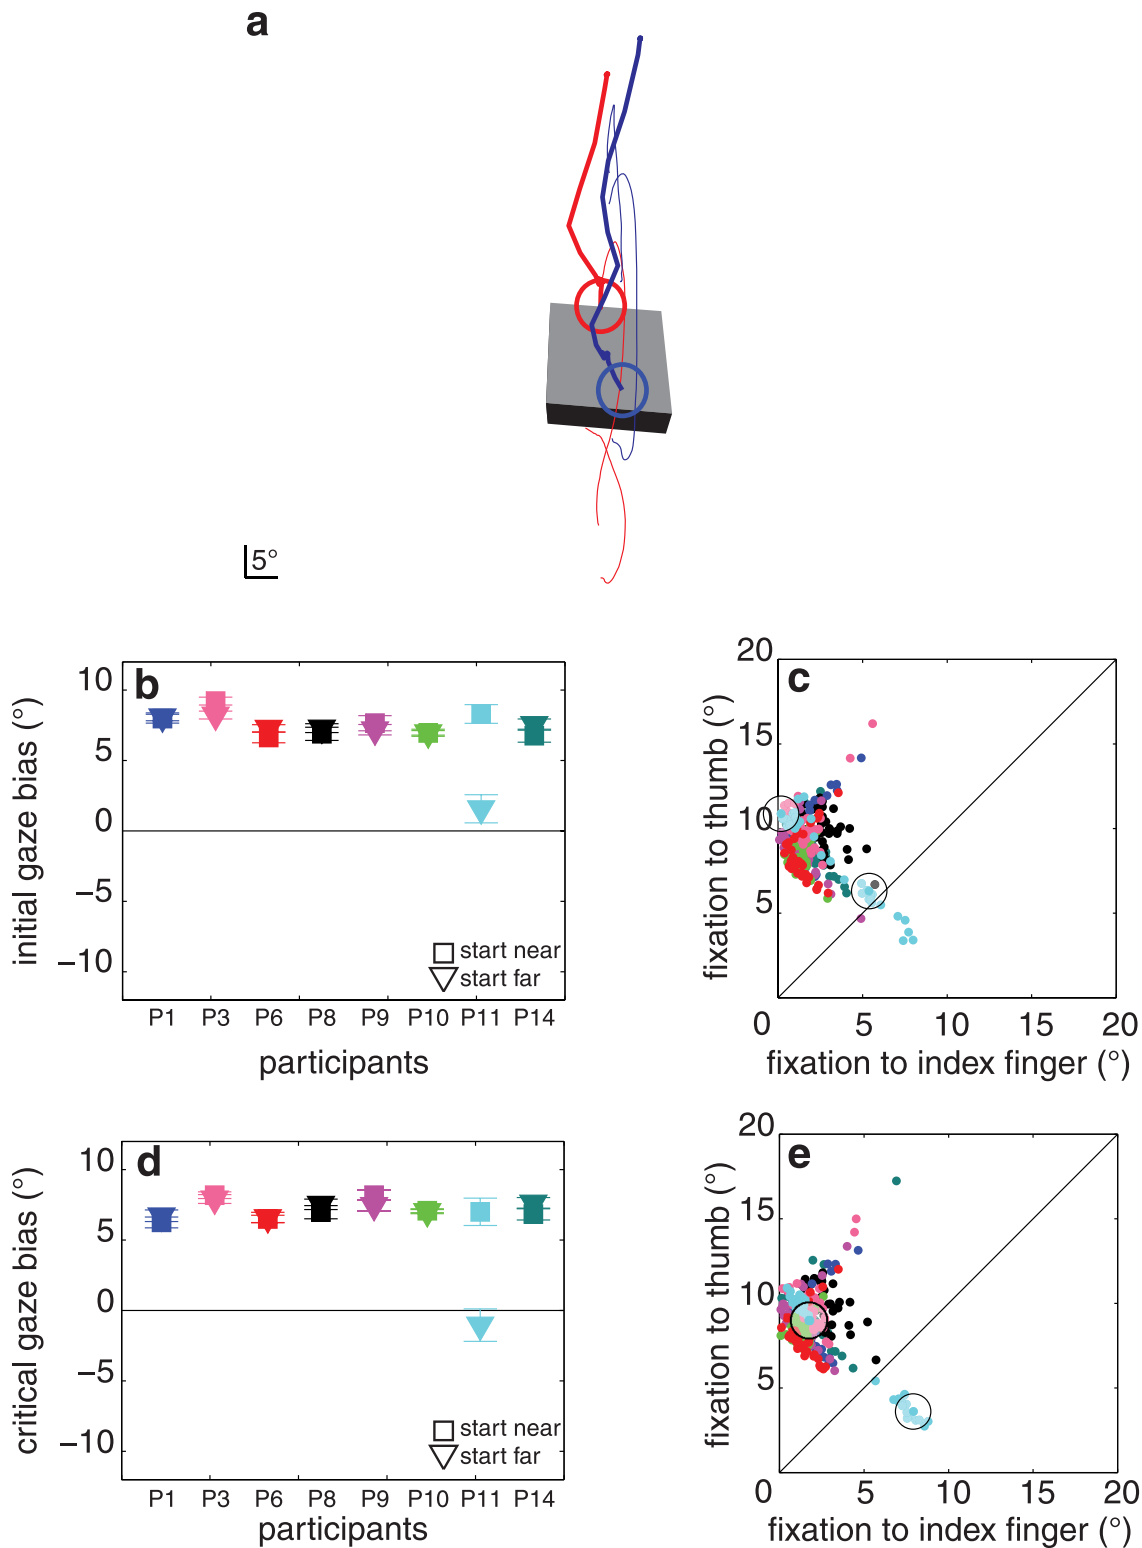 a
5°
b
initial gaze bias (°)
10
5
0
−5
−10
start near
start far
P1 P3 P6 P8 P9 P10 P11 P14
participants
c
fixation to thumb (°)
20
15
10
5
0 5 10 15 20
fixation to index finger (°)
d
critical gaze bias (°)
10
5
0
−5
−10
start near
start far
P1 P3 P6 P8 P9 P10 P11 P14
participants
e
fixation to thumb (°)
20
15
10
5
0 5 10 15 20
fixation to index finger (°)